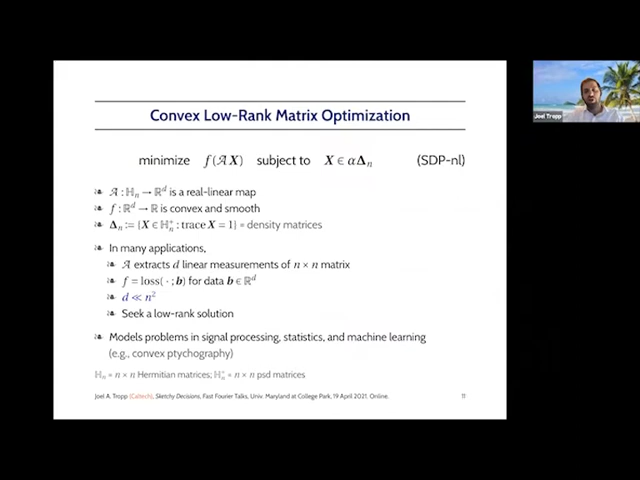 Convex Low-Rank Matrix Optimization
minimize f(𝒜X) subject to X ∈ αΔₙ (SDP-nl)
𝒜 : ℍₙ → ℝᵈ is a real-linear map
f : ℝᵈ → ℝ is convex and smooth
Δₙ := {X ∈ ℍₙ⁺ : trace X = 1} = density matrices
In many applications,
𝒜 extracts d linear measurements of n × n matrix
f = loss(· ; b) for data b ∈ ℝᵈ
d ≪ n²
Seek a low-rank solution
Models problems in signal processing, statistics, and machine learning
(e.g., convex ptychography)
ℍₙ = n × n Hermitian matrices; ℍₙ⁺ = n × n psd matrices
Joel A. Tropp (Caltech), Sketchy Decisions, Fast Fourier Talks, Univ. Maryland at College Park, 19 April 2021. Online.
11
Joel Tropp